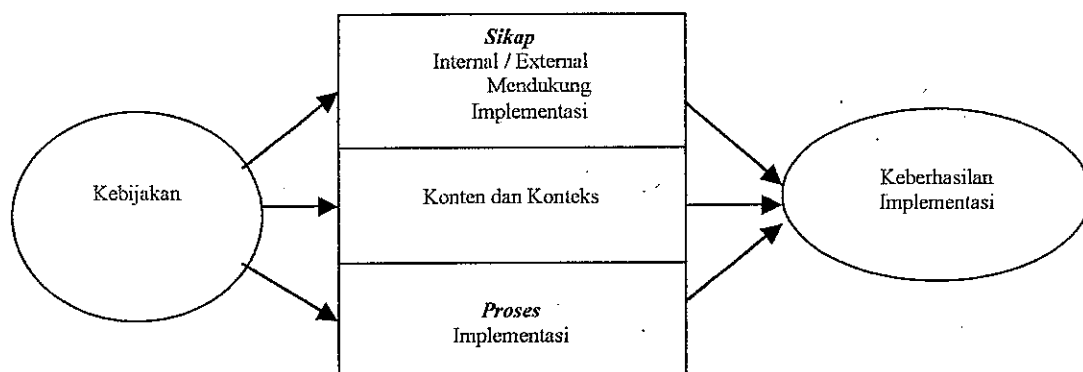 Sikap
Internal / External
Mendukung
Implementasi
Kebijakan
Konten dan Konteks
Keberhasilan
Implementasi
Proses
Implementasi